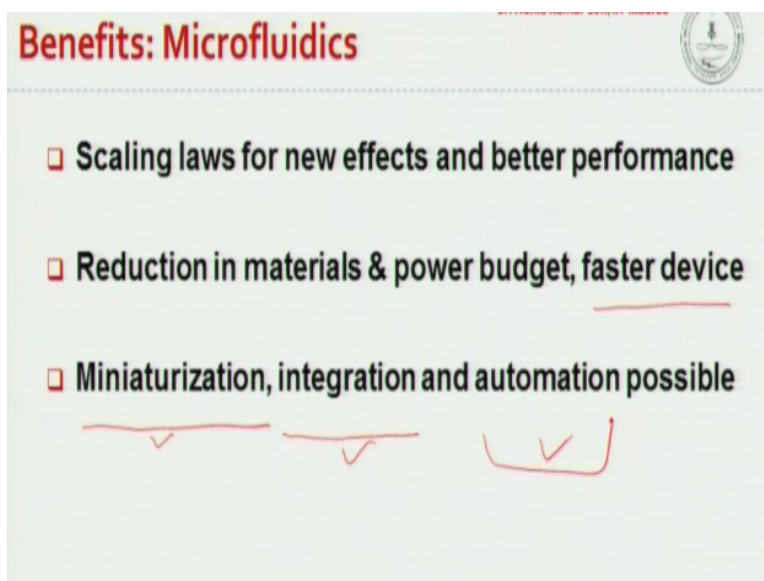 Benefits: Microfluidics
Scaling laws for new effects and better performance
Reduction in materials & power budget, faster device
Miniaturization, integration and automation possible